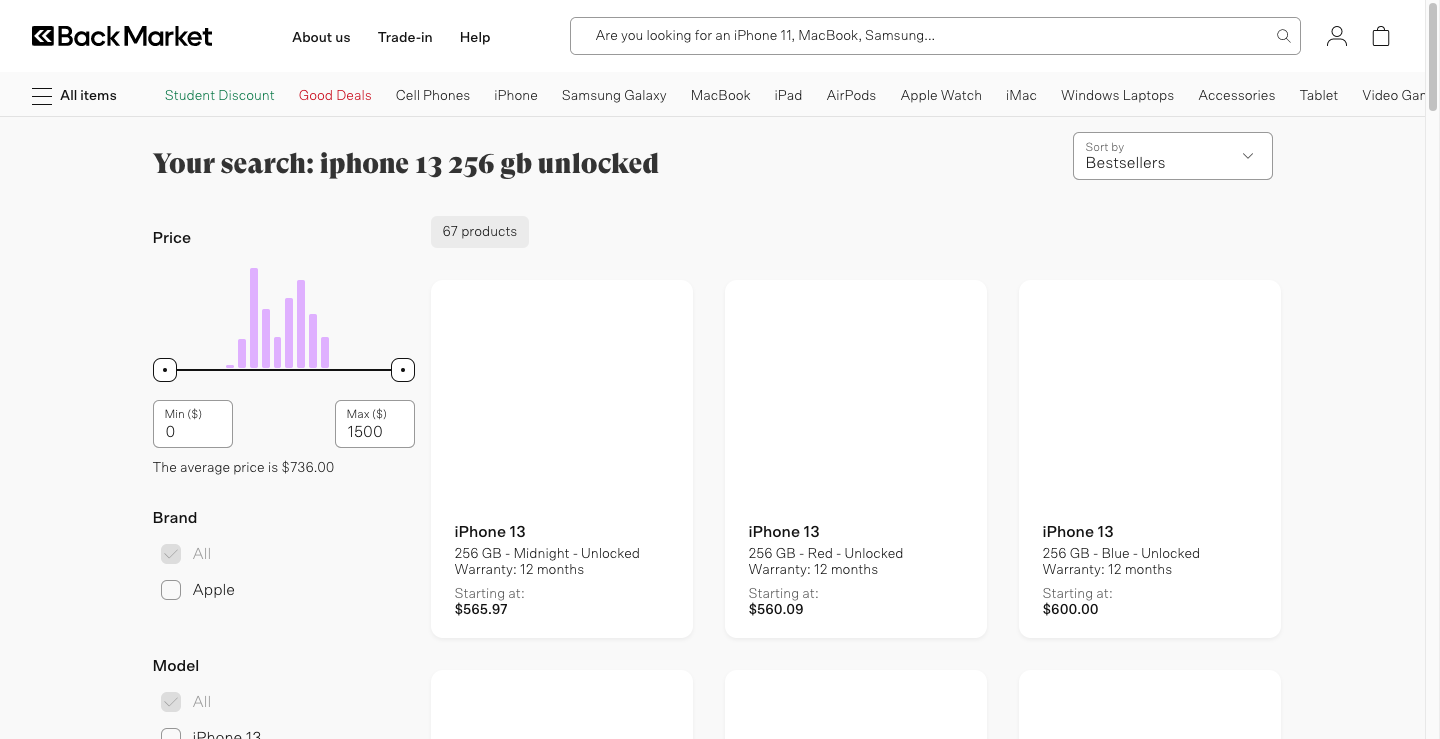 Back Market
About us
Trade-in
Help
Are you looking for an iPhone 11, MacBook, Samsung...
All items
Student Discount
Good Deals
Cell Phones
iPhone
Samsung Galaxy
MacBook
iPad
AirPods
Apple Watch
iMac
Windows Laptops
Accessories
Tablet
Video Gar
Your search: iphone 13 256 gb unlocked
Sort by
Bestsellers
67 products
Price
Min ($)
0
Max ($)
1500
The average price is $736.00
Brand
All
Apple
Model
All
iPhone 13
iPhone 13
256 GB - Midnight - Unlocked
Warranty: 12 months
Starting at:
$565.97
iPhone 13
256 GB - Red - Unlocked
Warranty: 12 months
Starting at:
$560.09
iPhone 13
256 GB - Blue - Unlocked
Warranty: 12 months
Starting at:
$600.00